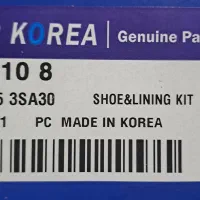 KOREA | Genuine Pa
10 8
5 3SA30 SHOE&LINING KIT
1 PC MADE IN KOREA